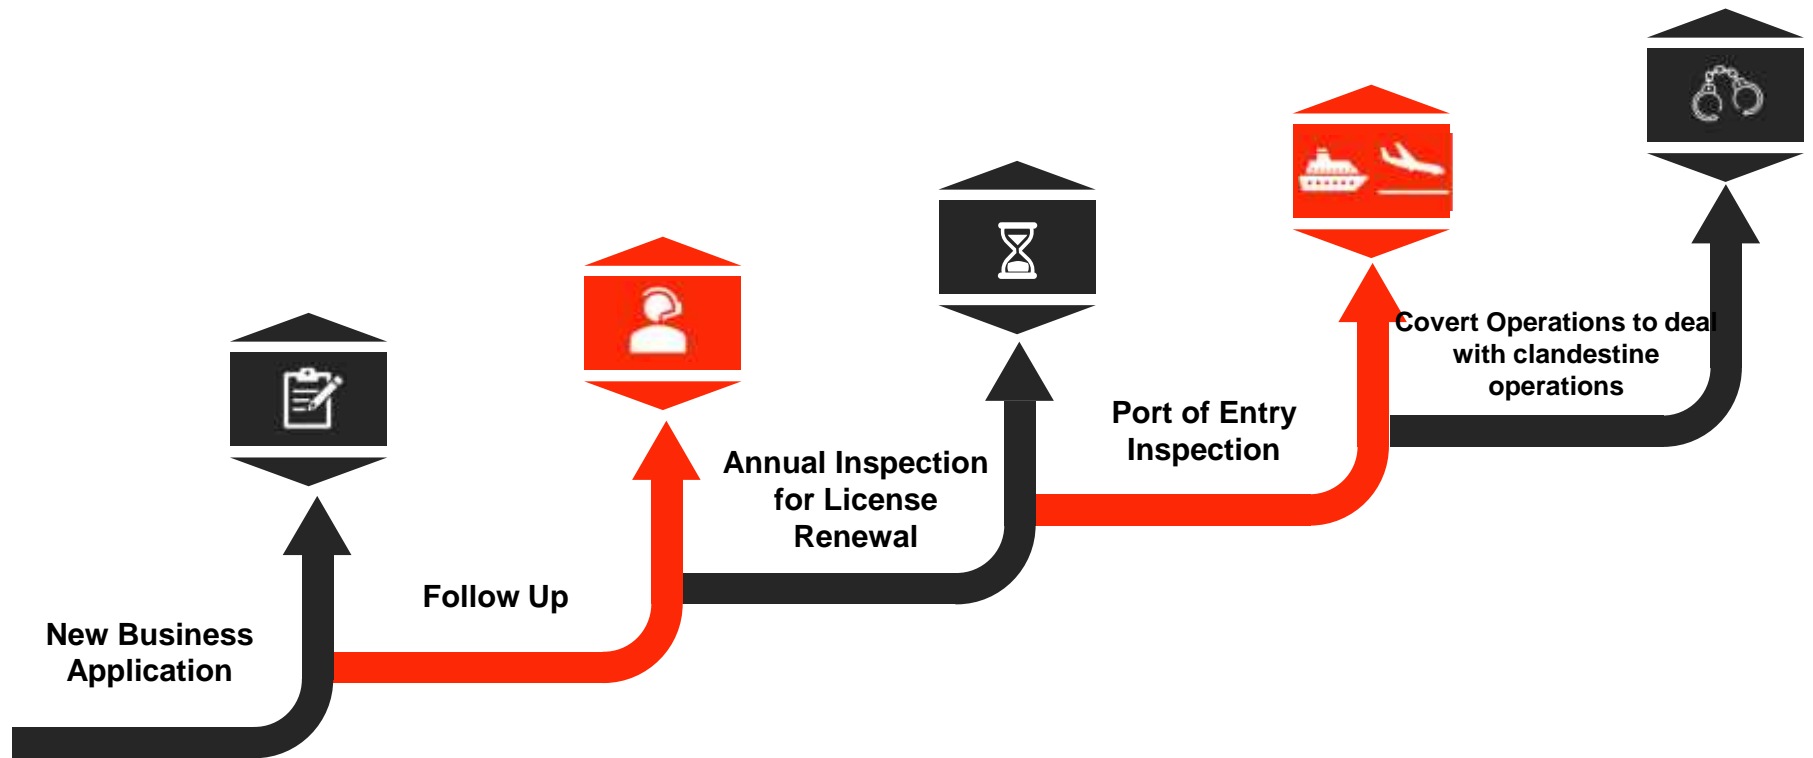 New Business
Application
Follow Up
Annual Inspection
for License
Renewal
Port of Entry
Inspection
Covert Operations to deal
with clandestine
operations